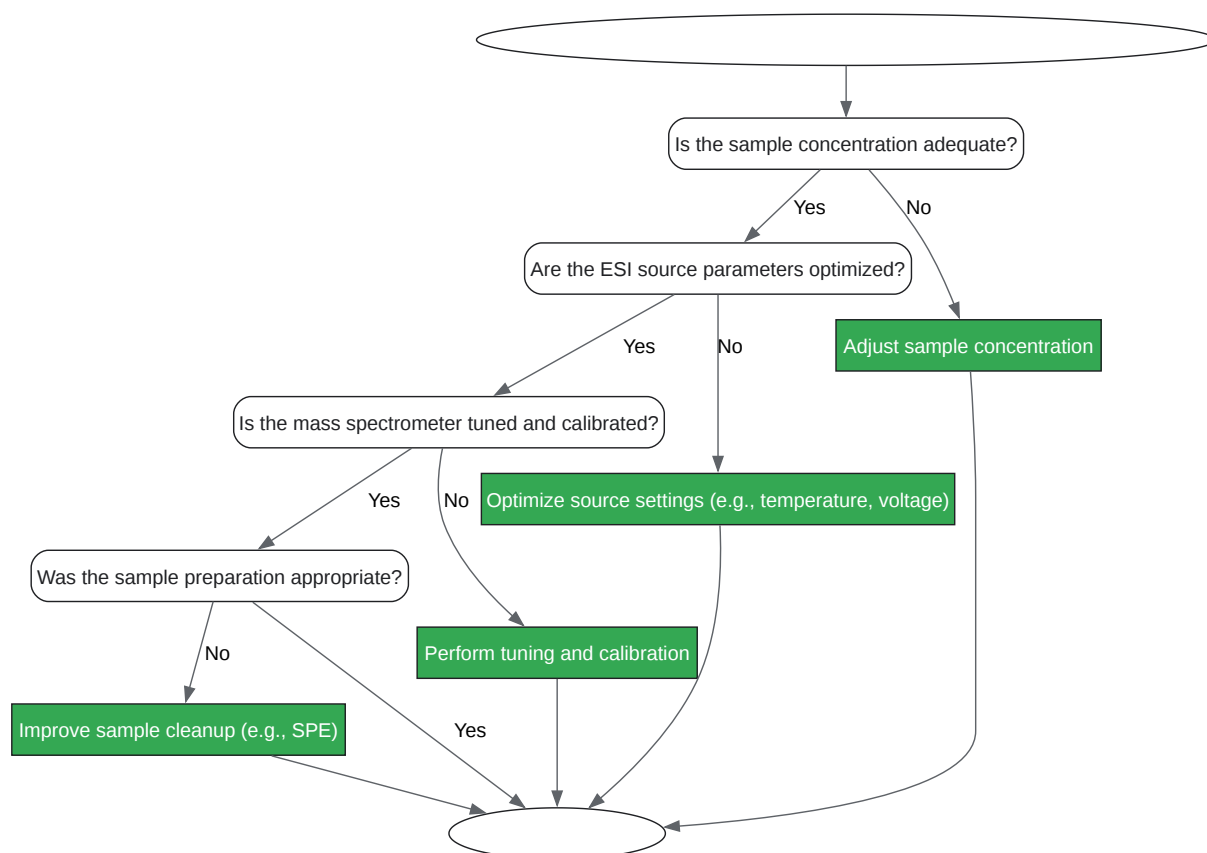 Is the sample concentration adequate?
Yes
No
Are the ESI source parameters optimized?
Yes
No
Adjust sample concentration
Is the mass spectrometer tuned and calibrated?
Yes
No
Optimize source settings (e.g., temperature, voltage)
Was the sample preparation appropriate?
No
Perform tuning and calibration
Improve sample cleanup (e.g., SPE)
Yes